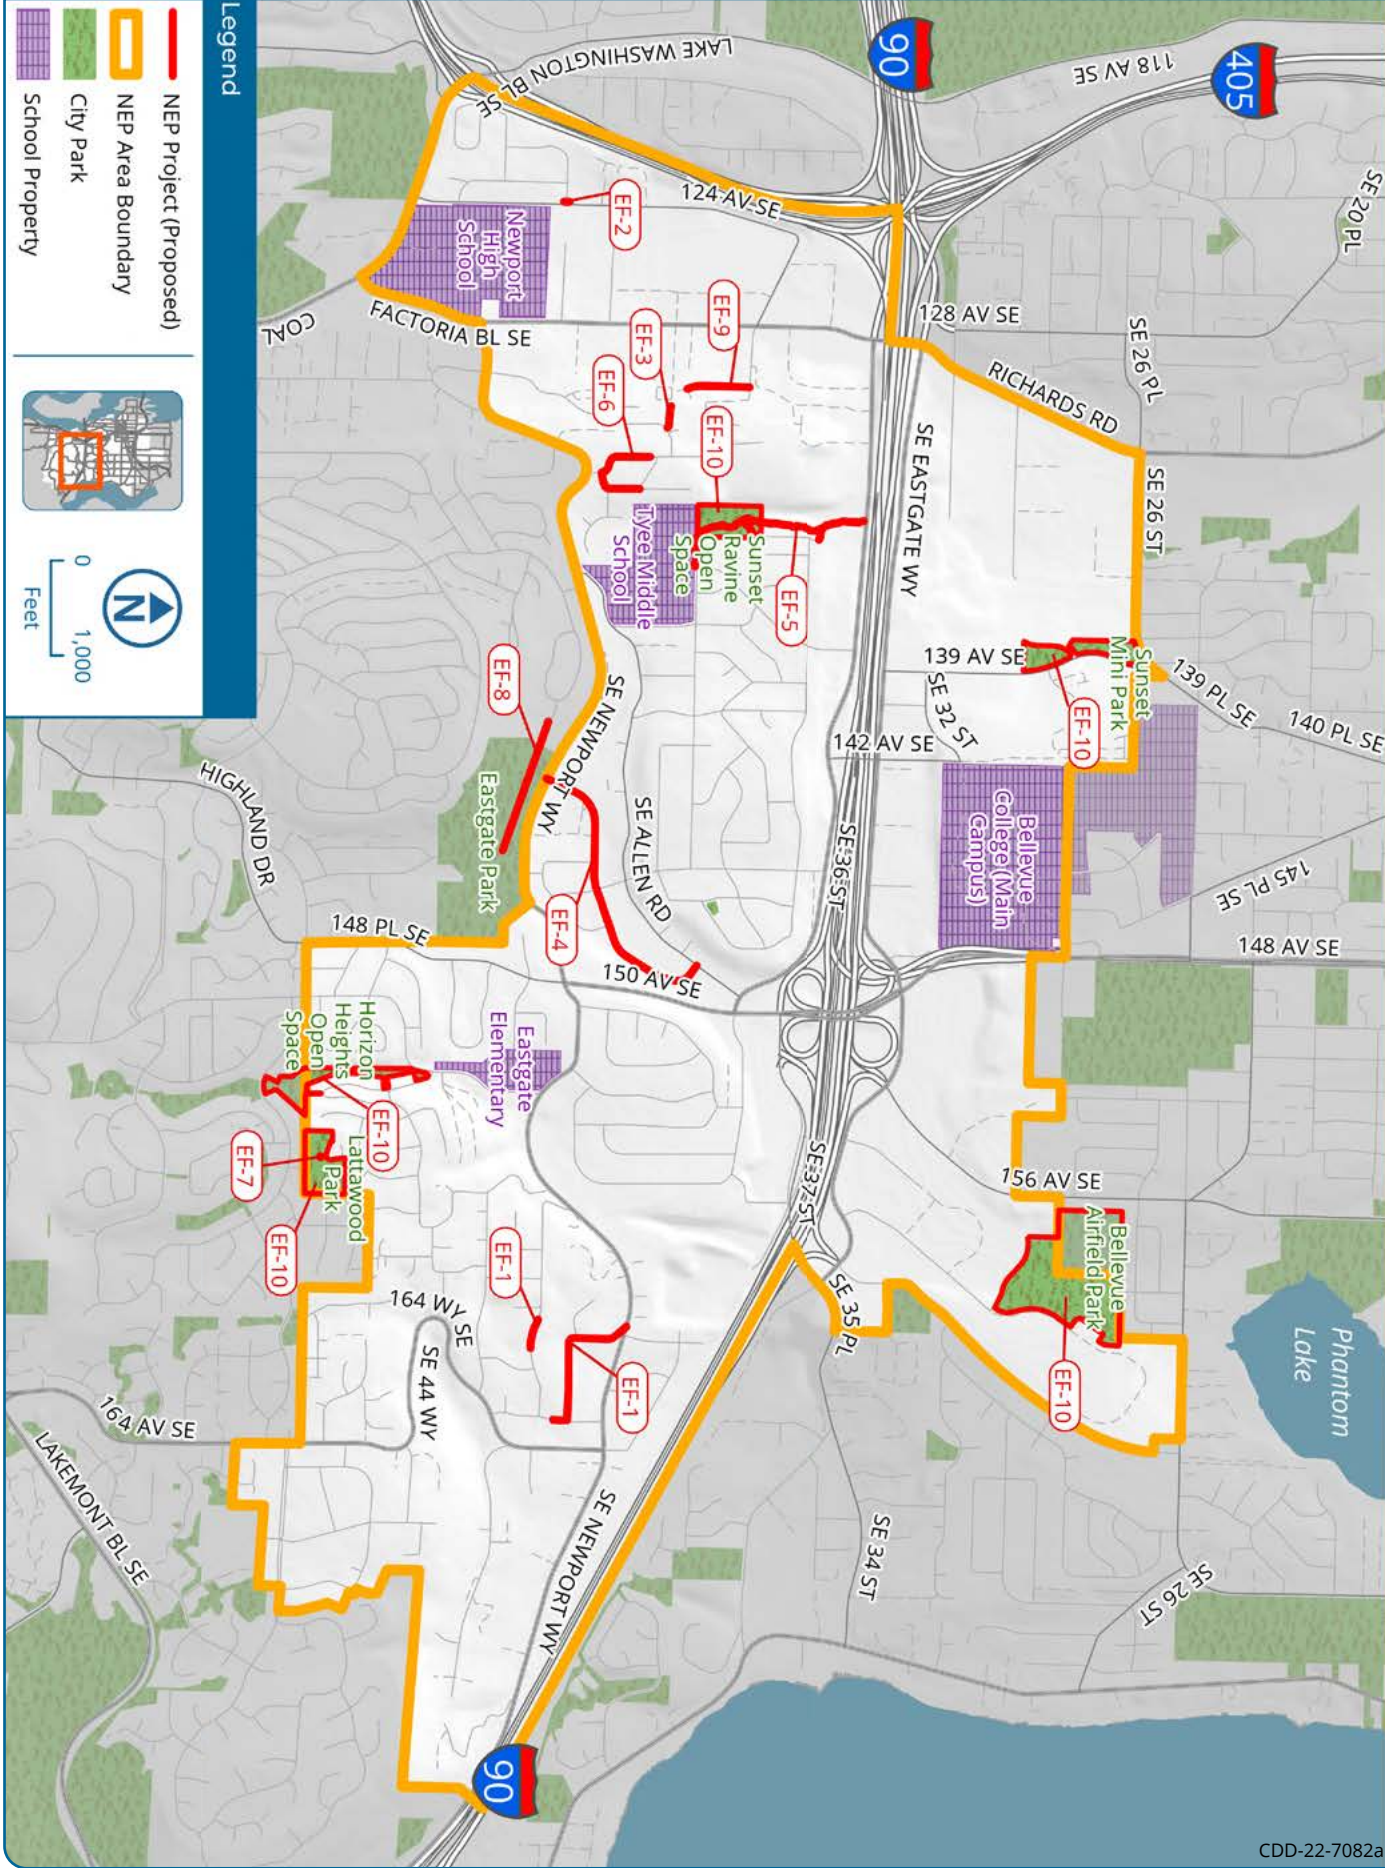 Legend
NEP Project (Proposed)
NEP Area Boundary
City Park
School Property
N
0
1,000
Feet
405
90
90
118 AV SE
LAKE WASHINGTON BL SE
SE 20 PL
124 AV SE
128 AV SE
SE 26 PL
RICHARDS RD
SE 26 ST
FACTORIA BL SE
COAL
SE EASTGATE WY
139 AV SE
SE 32 ST
139 PL SE
140 PL SE
142 AV SE
145 PL SE
148 AV SE
SE 36 ST
SE NEWPORT WY
SE ALLEN RD
HIGHLAND DR
148 PL SE
150 AV SE
156 AV SE
SE 37 ST
SE 35 PL
SE 34 ST
SE 26 ST
164 WY SE
SE 44 WY
164 AV SE
LAKEMONT BL SE
SE NEWPORT WY
Newport
High
School
Tyee Middle
School
Sunset
Ravine
Open
Space
Sunset
Mini Park
Bellevue
College (Main
Campus)
Eastgate Park
Eastgate
Elementary
Horizon
Heights
Open
Space
Lattawood
Park
Bellevue
Airfield Park
Phantom
Lake
EF-2
EF-9
EF-3
EF-6
EF-10
EF-5
EF-10
EF-8
EF-4
EF-10
EF-7
EF-10
EF-1
EF-1
EF-10
CDD-22-7082a